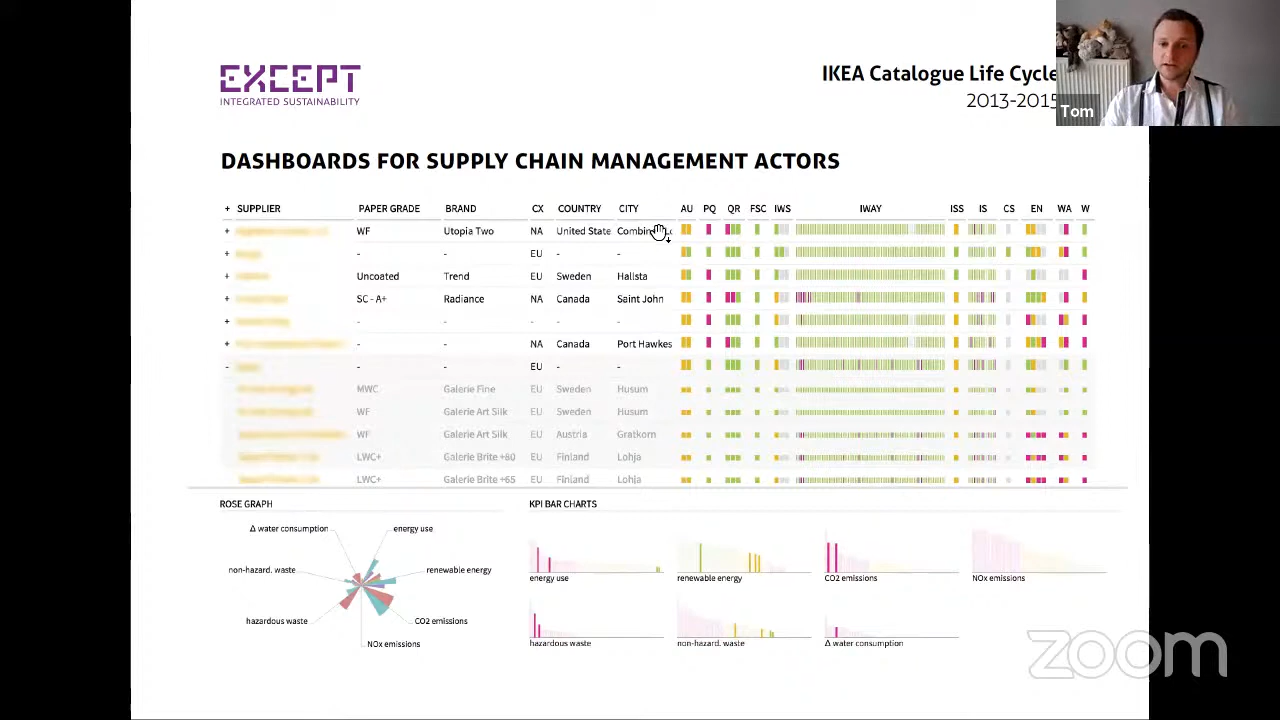 EXCEPT
INTEGRATED SUSTAINABILITY
IKEA Catalogue Life Cycle
2013-2015
Tom
DASHBOARDS FOR SUPPLY CHAIN MANAGEMENT ACTORS
+ SUPPLIER PAPER GRADE BRAND CX COUNTRY CITY AU PQ QR FSC IWS IWAY ISS IS CS EN WA W
+ WF Utopia Two NA United State
+ - - EU - -
+ Uncoated Trend EU Sweden Hallsta
+ SC - A+ Radiance NA Canada Saint John
+ - - - - -
+ - - NA Canada Port Hawkes
- - - EU - -
MWC Galerie Fine EU Sweden Husum
WF Galerie Art Silk EU Sweden Husum
WF Galerie Art Silk EU Austria Gratkorn
LWC+ Galerie Brite +80 EU Finland Lohja
LWC+ Galerie Brite +65 EU Finland Lohja
ROSE GRAPH
Δ water consumption
energy use
non-hazard. waste
renewable energy
hazardous waste
CO2 emissions
NOx emissions
KPI BAR CHARTS
energy use
renewable energy
CO2 emissions
NOx emissions
hazardous waste
non-hazard. waste
Δ water consumption
zoom